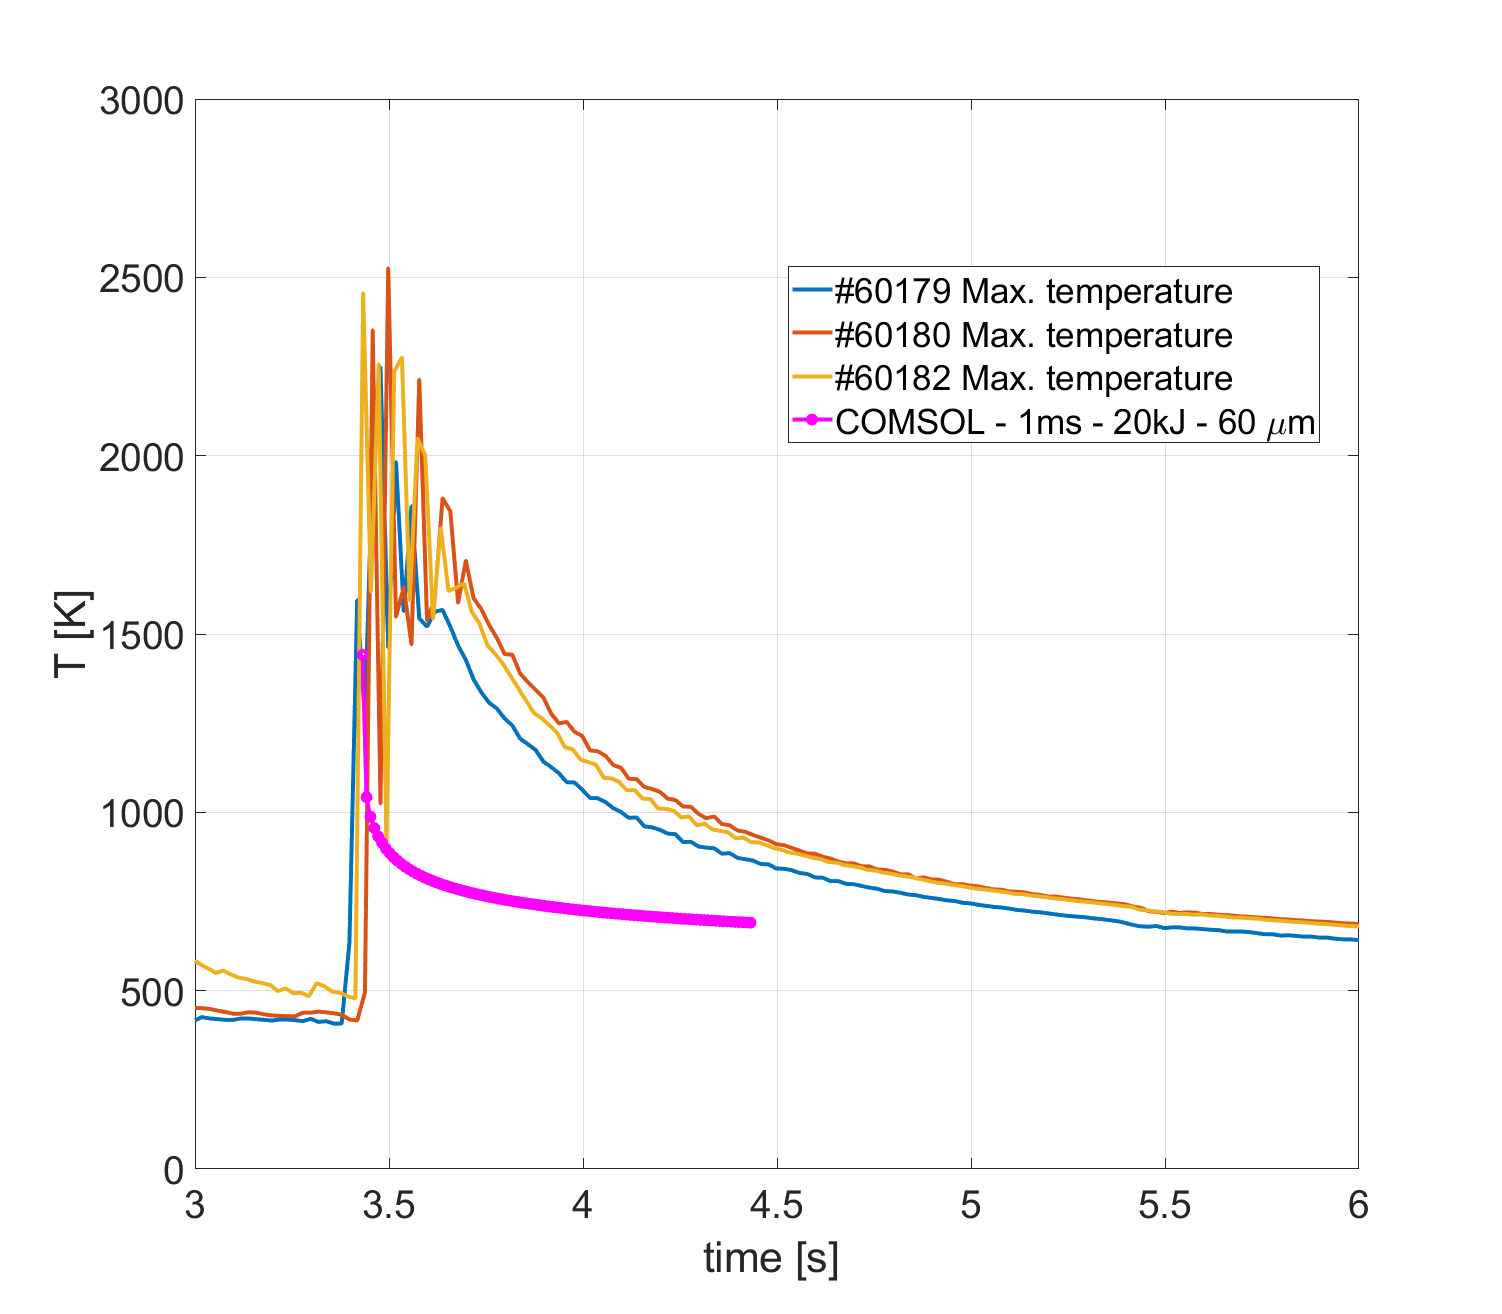 3000
2500
2000
1500
1000
500
0
T [K]
3 3.5 4 4.5 5 5.5 6
time [s]
#60179 Max. temperature
#60180 Max. temperature
#60182 Max. temperature
COMSOL - 1ms - 20kJ - 60 μm